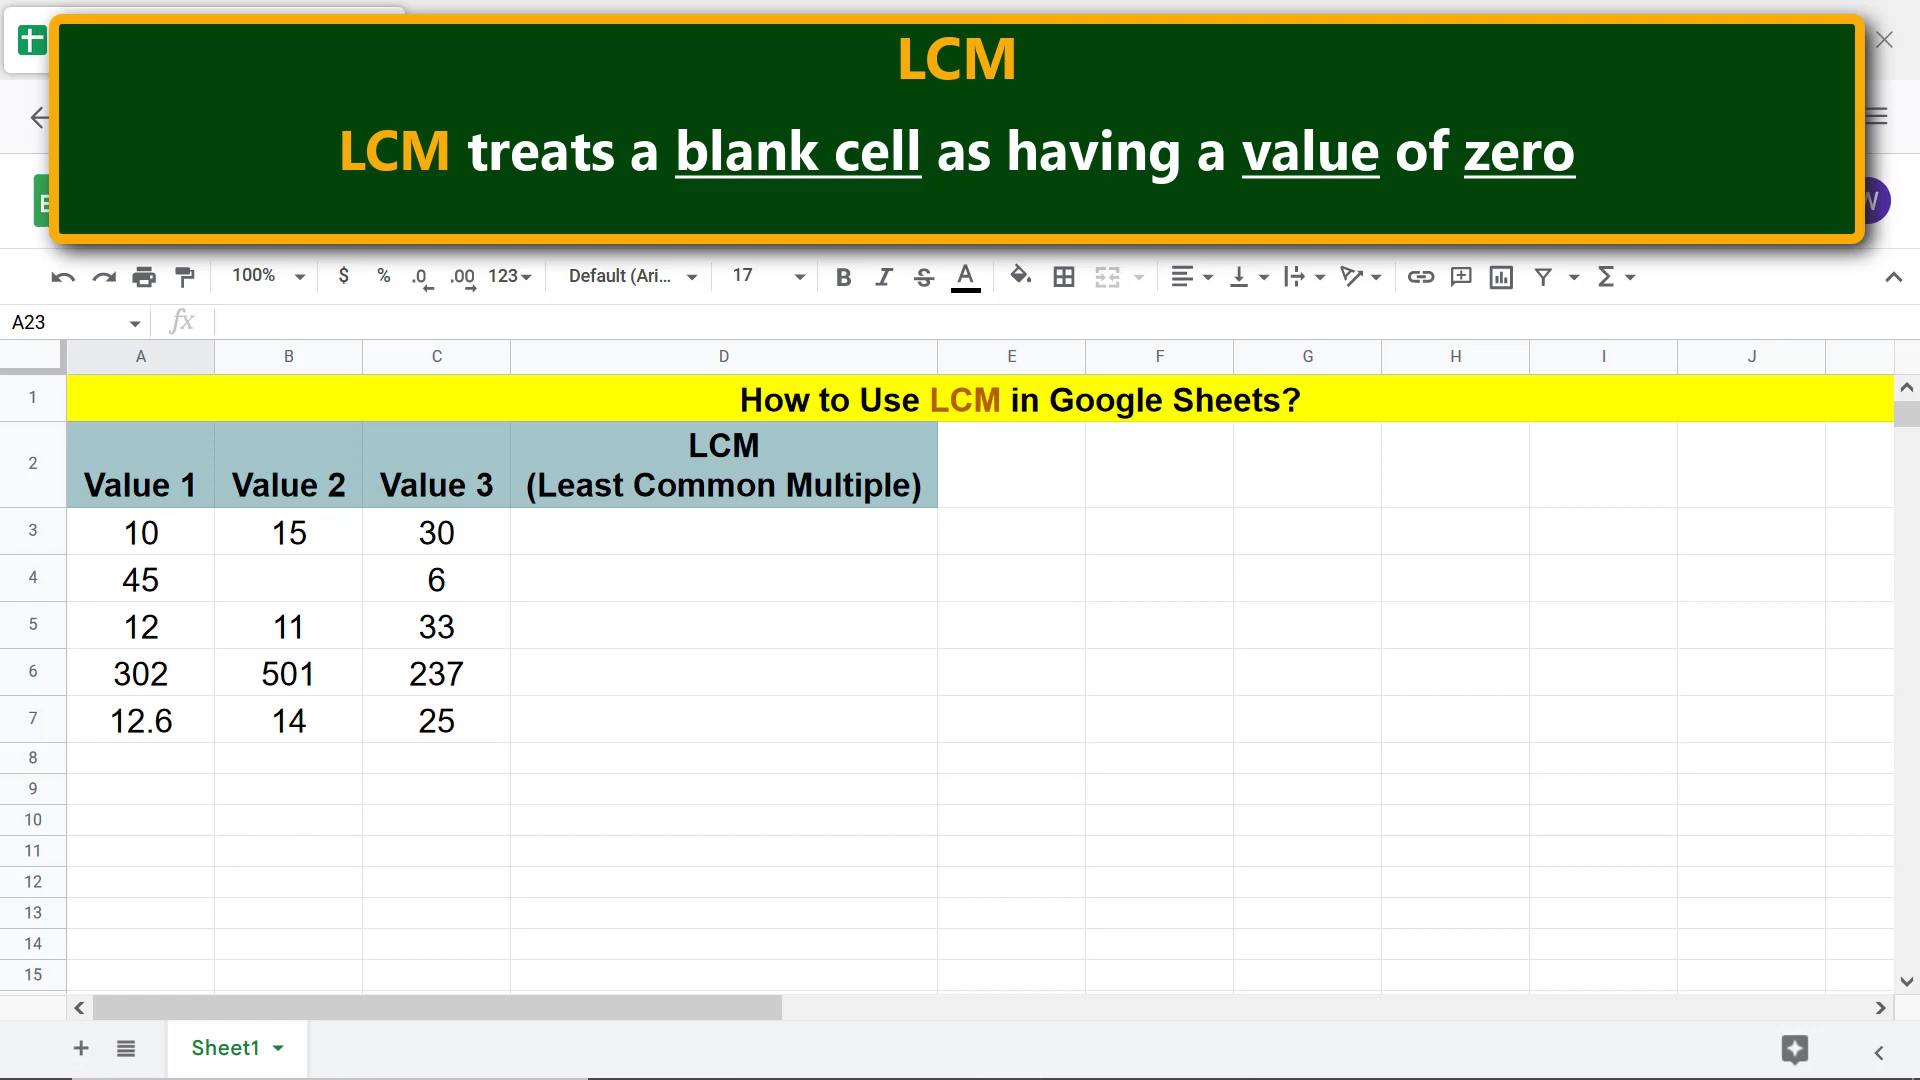 LCM
LCM treats a blank cell as having a value of zero
W
100% $ % .0 .00 123 Default (Ari... 17 B I S A
A23 fx
A B C D E F G H I J
1 How to Use LCM in Google Sheets?
2 Value 1 Value 2 Value 3 LCM
(Least Common Multiple)
3 10 15 30
4 45 6
5 12 11 33
6 302 501 237
7 12.6 14 25
8
9
10
11
12
13
14
15
Sheet1